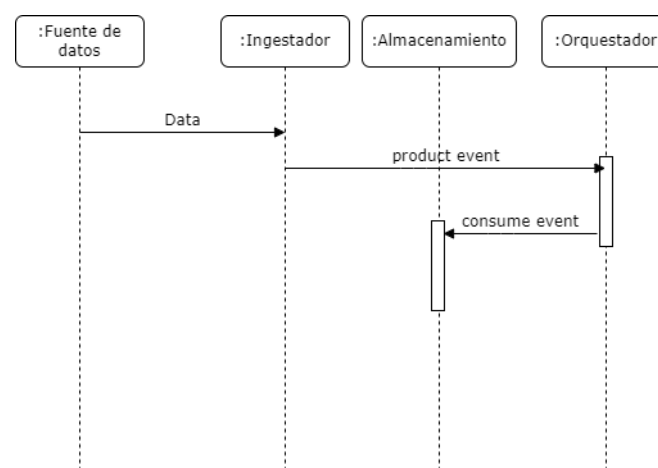 :Fuente de
datos
:Ingestador
:Almacenamiento
:Orquestador
Data
product event
consume event